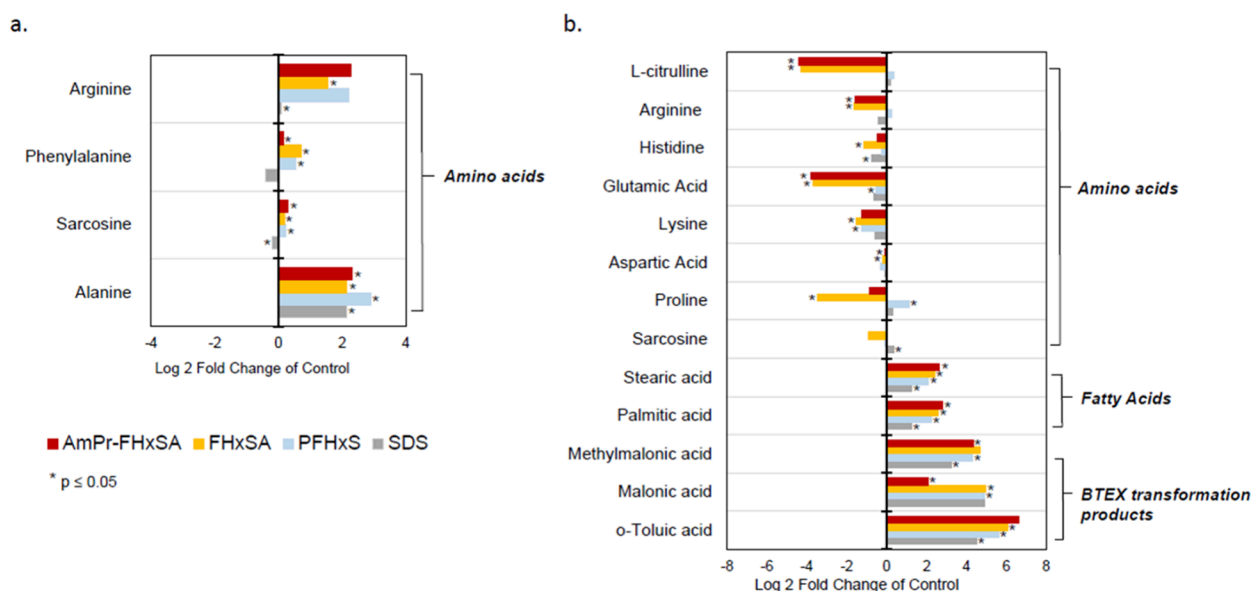 a.
Arginine
*
*
Phenylalanine
*
*
*
Sarcosine
*
*
*
*
Alanine
*
*
*
*
Amino acids
-4 -2 0 2 4
Log 2 Fold Change of Control
AmPr-FHxSA FHxSA PFHxS SDS
* p ≤ 0.05
b.
L-citrulline
*
*
Arginine
*
*
Histidine
*
*
Glutamic Acid
*
*
*
Lysine
*
*
Aspartic Acid
*
*
Proline
*
*
Sarcosine
*
Stearic acid
*
*
*
*
Palmitic acid
*
*
*
*
Methylmalonic acid
*
*
*
Malonic acid
*
*
*
o-Toluic acid
*
*
*
Amino acids
Fatty Acids
BTEX transformation
products
-8 -6 -4 -2 0 2 4 6 8
Log 2 Fold Change of Control